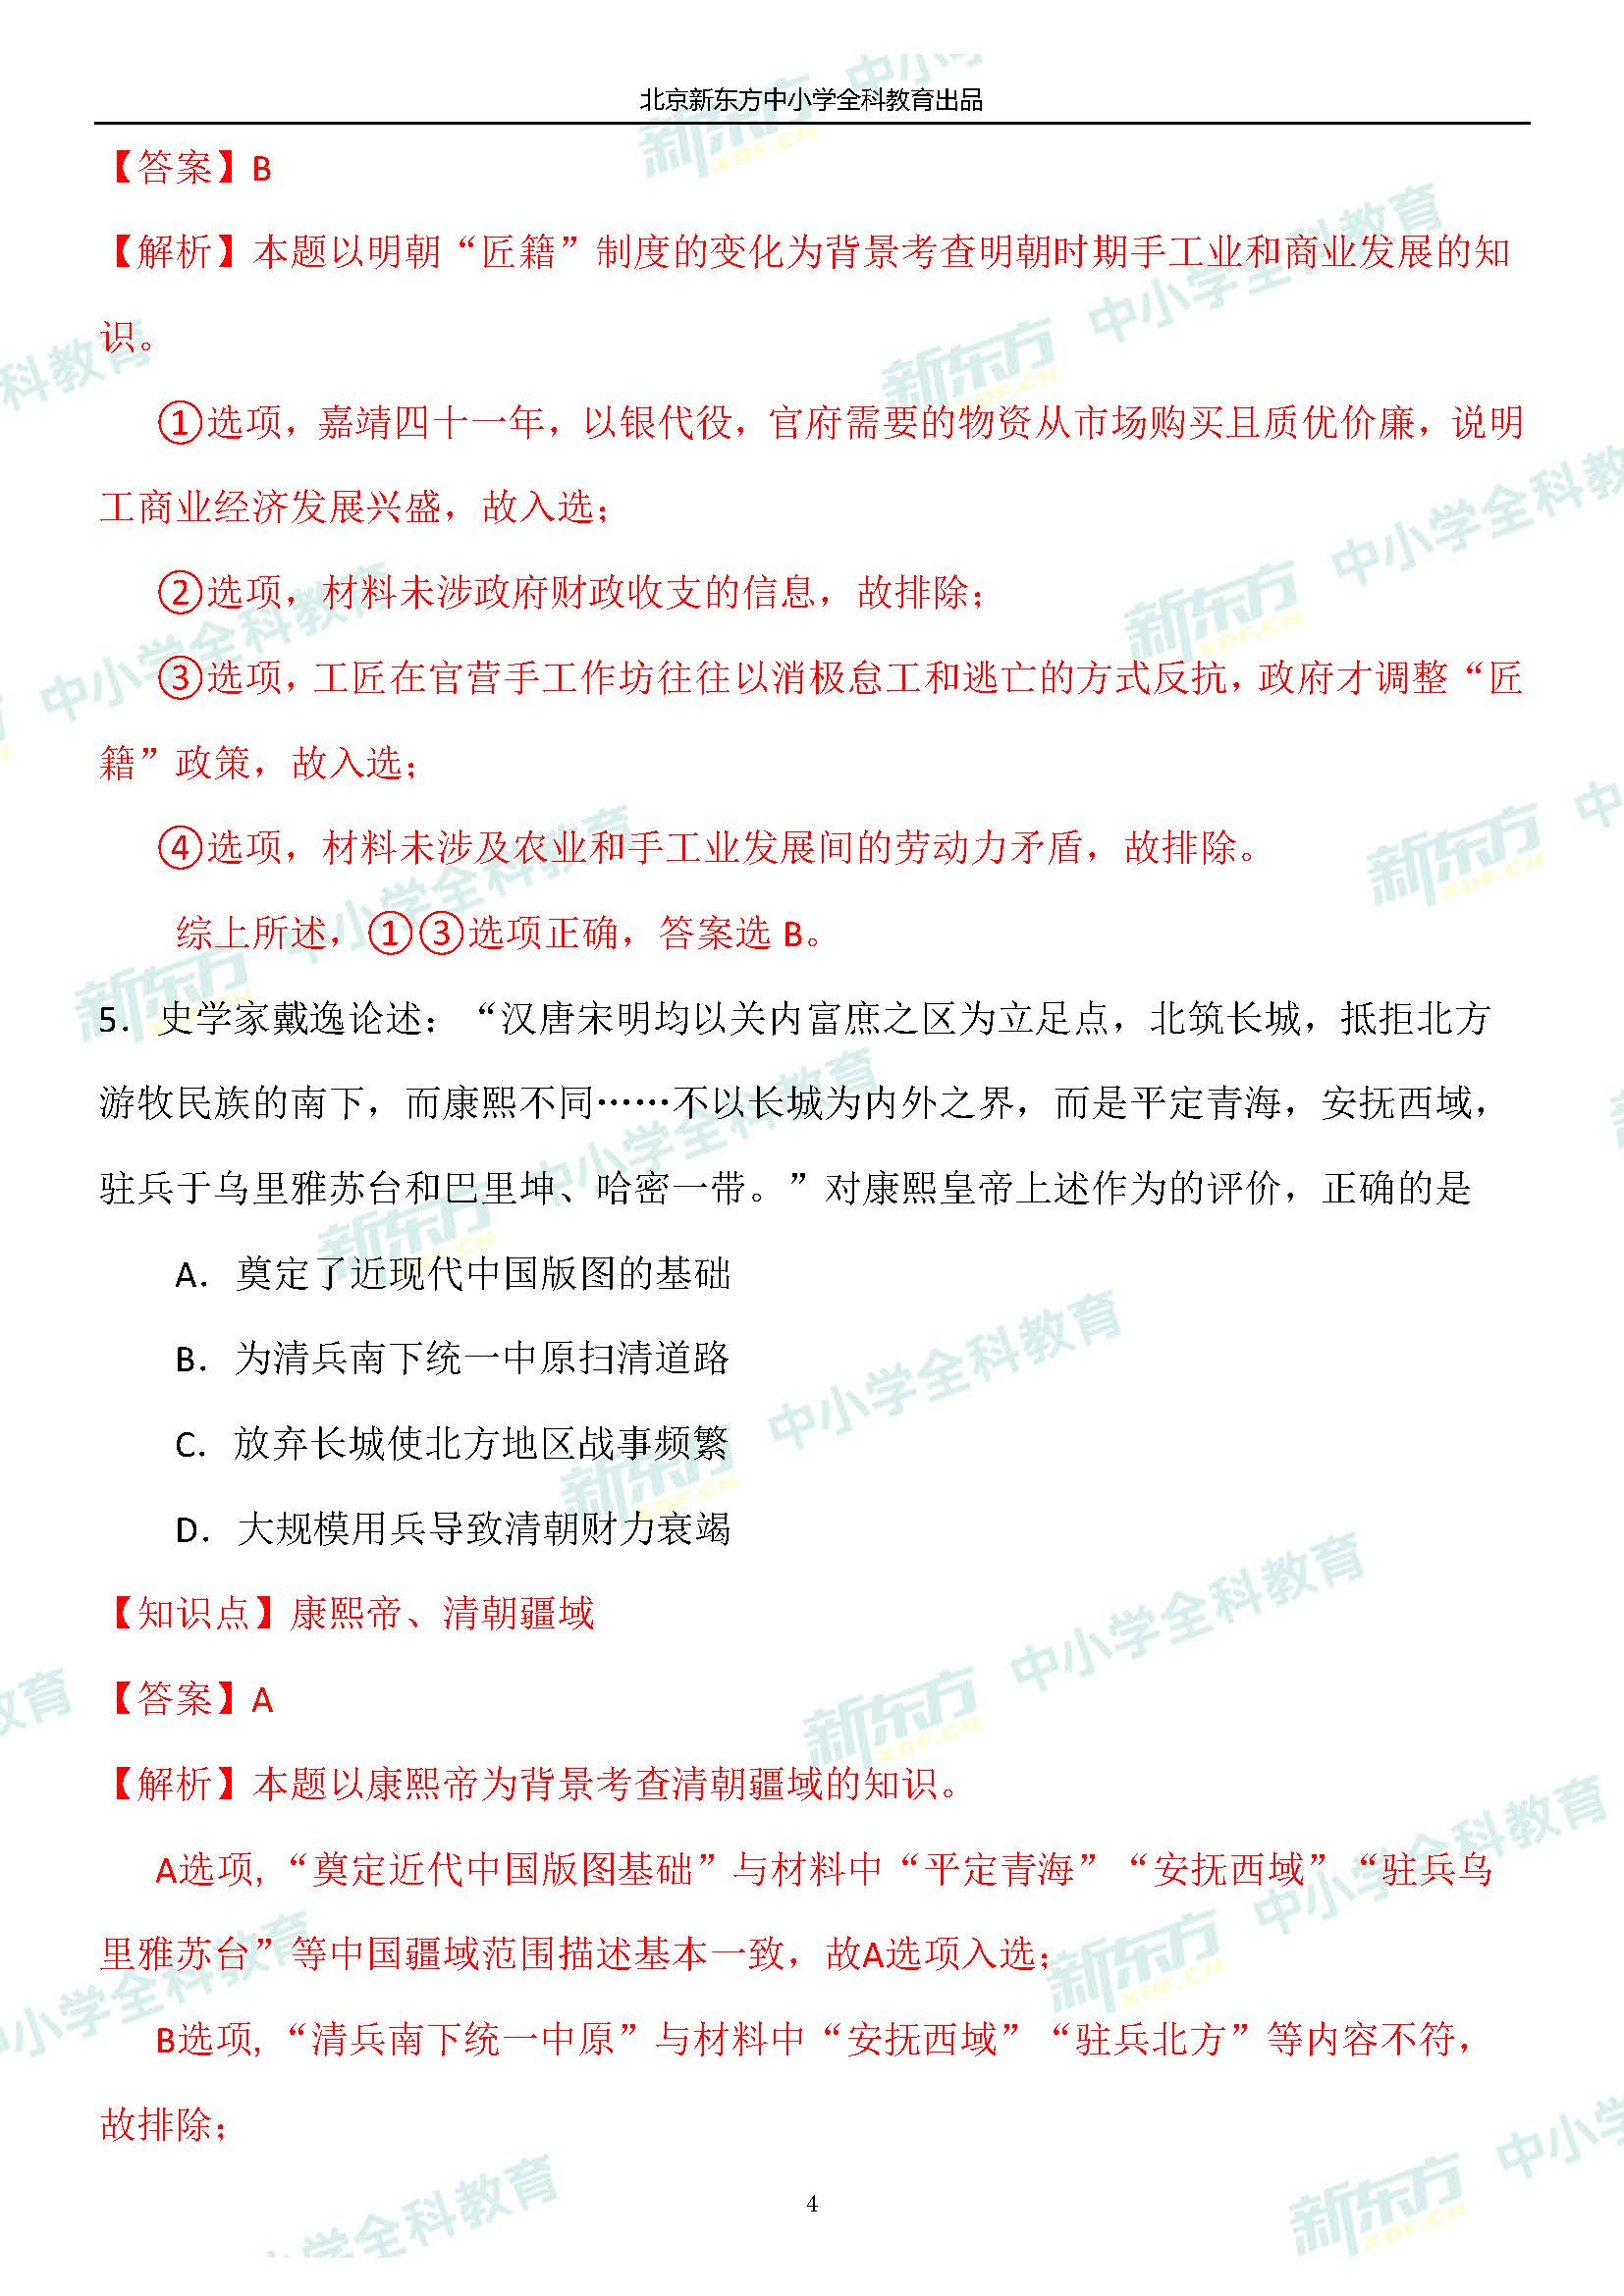 北京新东方中小学全科教育出品
【答案】B
【解析】本题以明朝“匠籍”制度的变化为背景考查明朝时期手工业和商业发展的知
识。
①选项，嘉靖四十一年，以银代役，官府需要的物资从市场购买且质优价廉，说明
工商业经济发展兴盛，故入选；
②选项，材料未涉政府财政收支的信息，故排除；
③选项，工匠在官营手工作坊往往以消极怠工和逃亡的方式反抗，政府才调整“匠
籍”政策，故入选；
④选项，材料未涉及农业和手工业发展间的劳动力矛盾，故排除。
综上所述，①③选项正确，答案选 B。
5．史学家戴逸论述：“汉唐宋明均以关内富庶之区为立足点，北筑长城，抵拒北方
游牧民族的南下，而康熙不同……不以长城为内外之界，而是平定青海，安抚西域，
驻兵于乌里雅苏台和巴里坤、哈密一带。”对康熙皇帝上述作为的评价，正确的是
A．奠定了近现代中国版图的基础
B．为清兵南下统一中原扫清道路
C．放弃长城使北方地区战事频繁
D．大规模用兵导致清朝财力衰竭
【知识点】康熙帝、清朝疆域
【答案】A
【解析】本题以康熙帝为背景考查清朝疆域的知识。
A选项，“奠定近代中国版图基础”与材料中“平定青海”“安抚西域”“驻兵乌
里雅苏台”等中国疆域范围描述基本一致，故A选项入选；
B选项，“清兵南下统一中原”与材料中“安抚西域”“驻兵北方”等内容不符，
故排除；
4